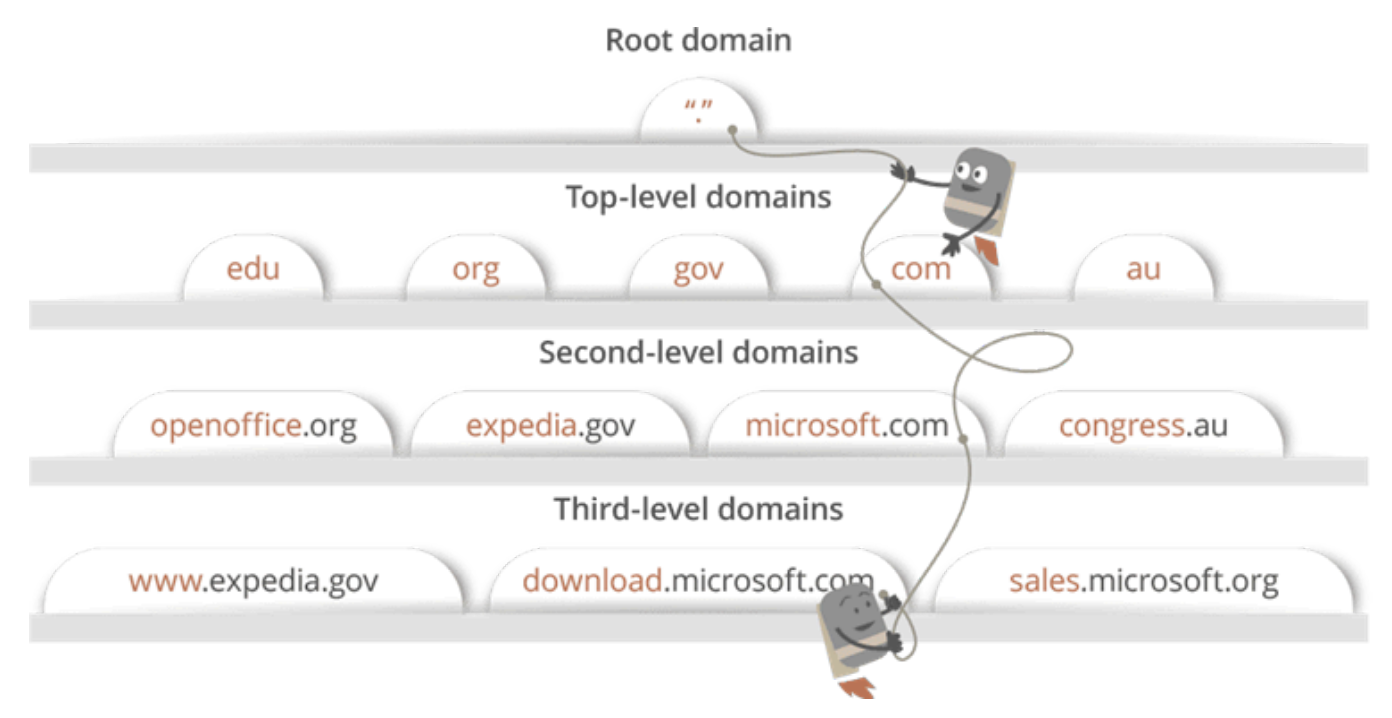 Root domain
“.”
Top-level domains
edu org gov com au
Second-level domains
openoffice.org expedia.gov microsoft.com congress.au
Third-level domains
www.expedia.gov download.microsoft.com sales.microsoft.org